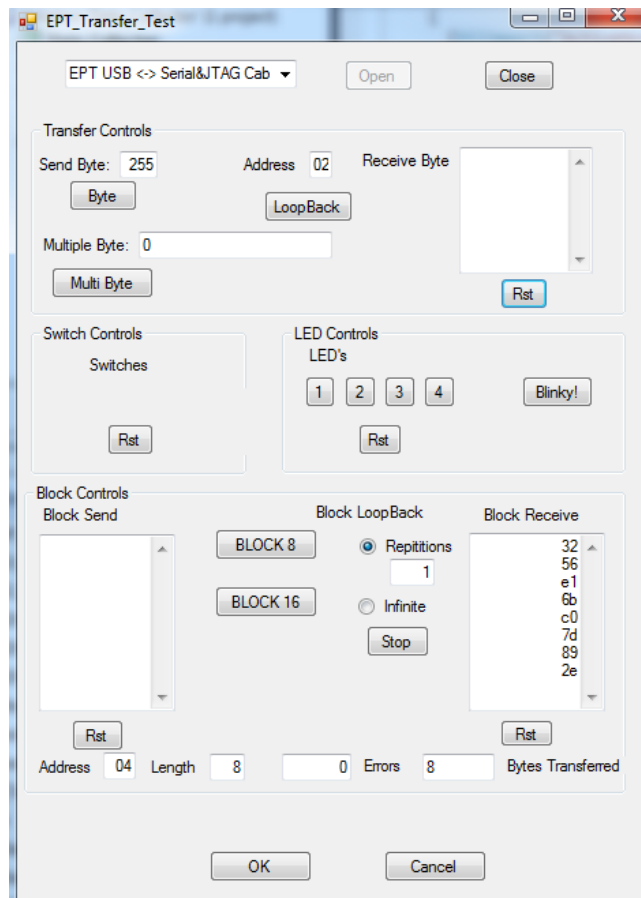 EPT_Transfer_Test
EPT USB <-> Serial&JTAG Cab
Open
Close
Transfer Controls
Send Byte: 255
Address 02
Receive Byte
Byte
LoopBack
Multiple Byte: 0
Multi Byte
Rst
Switch Controls
Switches
Rst
LED Controls
LED's
1 2 3 4
Blinky!
Rst
Block Controls
Block Send
Block LoopBack
Block Receive
BLOCK 8
Repititions
1
BLOCK 16
Infinite
Stop
32
56
e1
6b
c0
7d
89
2e
Rst
Rst
Address 04 Length 8 0 Errors 8 Bytes Transferred
OK
Cancel